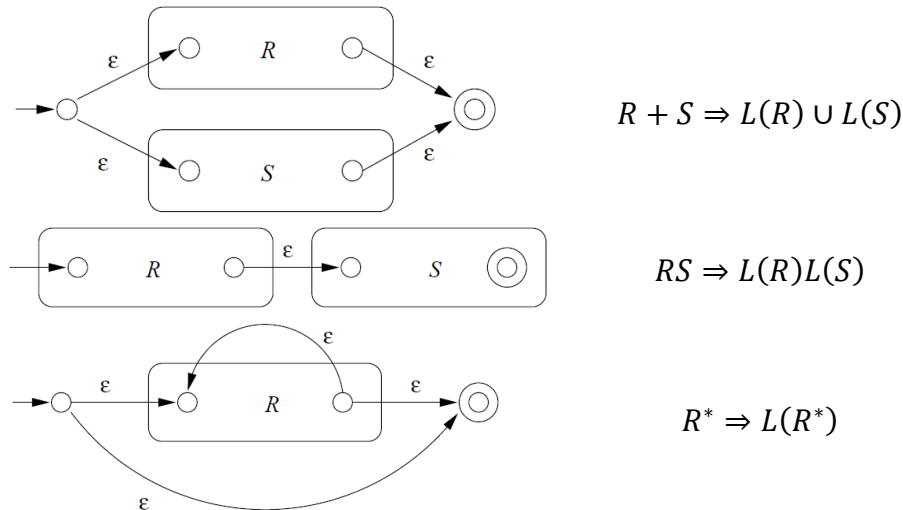 ε R ε
R + S ⇒ L(R) ∪ L(S)
ε S ε
R ε S
RS ⇒ L(R)L(S)
ε
ε R ε
R* ⇒ L(R*)
ε